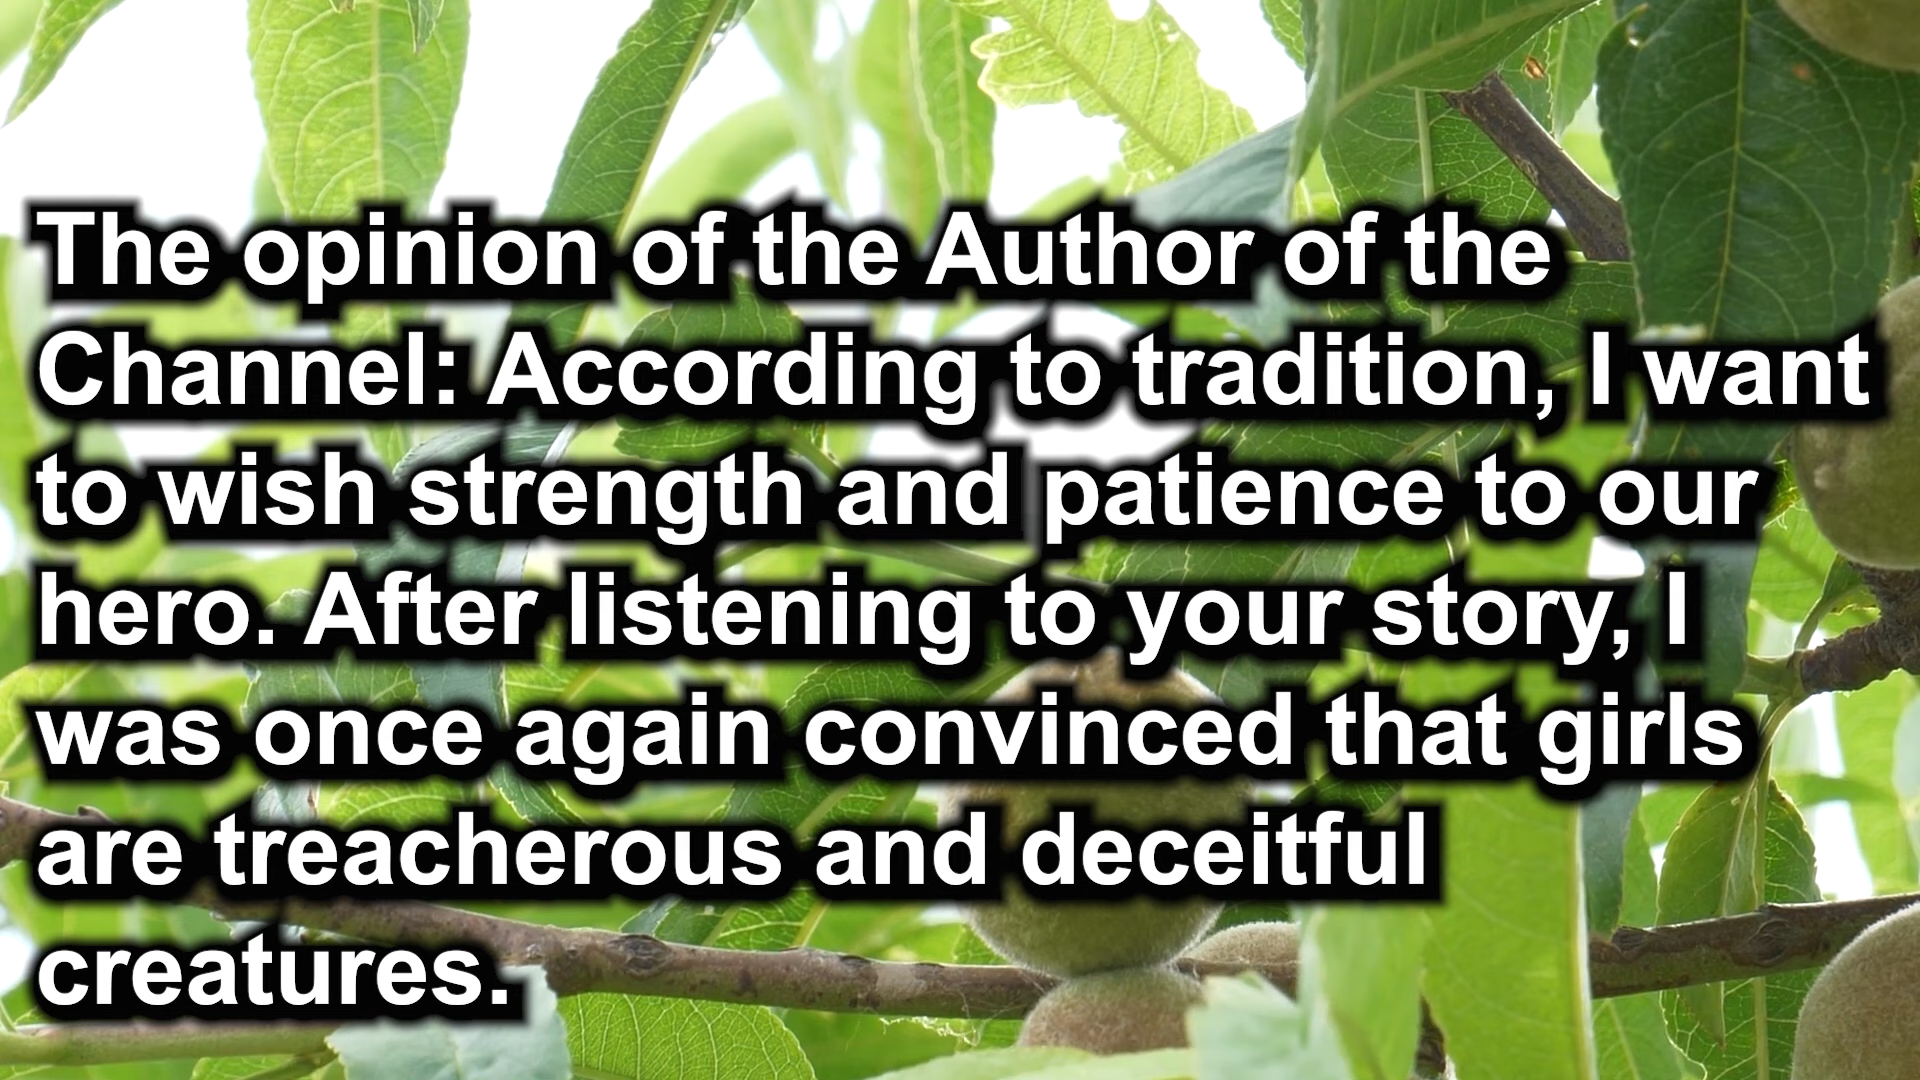 The opinion of the Author of the
Channel: According to tradition, I want
to wish strength and patience to our
hero. After listening to your story, I
was once again convinced that girls
are treacherous and deceitful
creatures.